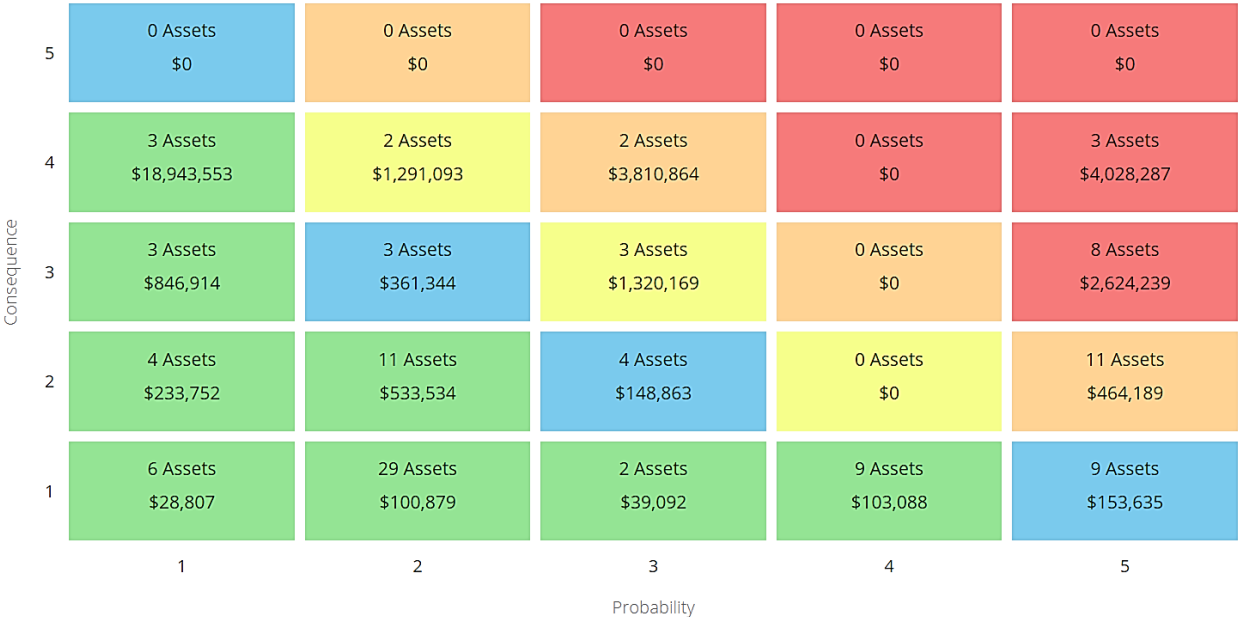 0 Assets
$0
0 Assets
$0
0 Assets
$0
0 Assets
$0
0 Assets
$0
5
3 Assets
$18,943,553
2 Assets
$1,291,093
2 Assets
$3,810,864
0 Assets
$0
3 Assets
$4,028,287
4
3 Assets
$846,914
3 Assets
$361,344
3 Assets
$1,320,169
0 Assets
$0
8 Assets
$2,624,239
3
4 Assets
$233,752
11 Assets
$533,534
4 Assets
$148,863
0 Assets
$0
11 Assets
$464,189
2
6 Assets
$28,807
29 Assets
$100,879
2 Assets
$39,092
9 Assets
$103,088
9 Assets
$153,635
1
Consequence
1
2
3
4
5
Probability